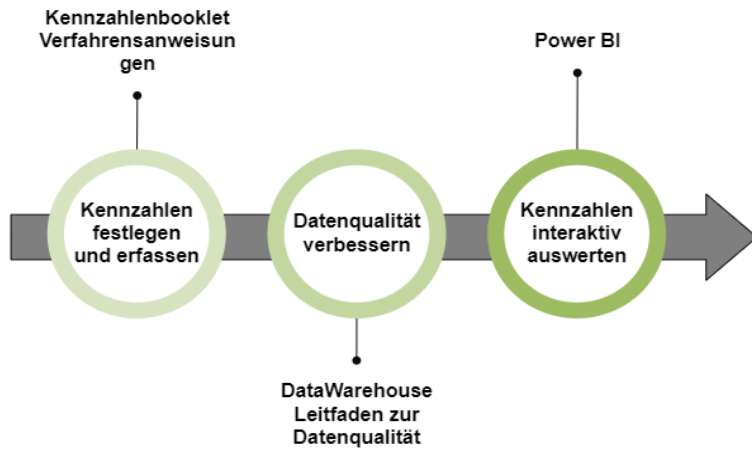 Kennzahlenbooklet
Verfahrensanweisun
gen
Power BI
Kennzahlen
festlegen
und erfassen
Datenqualität
verbessern
Kennzahlen
interaktiv
auswerten
DataWarehouse
Leitfaden zur
Datenqualität